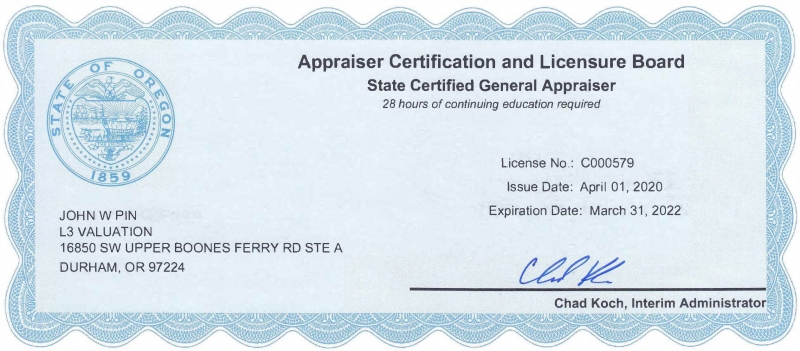 Appraiser Certification and Licensure Board
State Certified General Appraiser
28 hours of continuing education required
STATE OF OREGON
1859
License No.: C000579
Issue Date: April 01, 2020
Expiration Date: March 31, 2022
JOHN W PIN
L3 VALUATION
16850 SW UPPER BOONES FERRY RD STE A
DURHAM, OR 97224
Chad Koch, Interim Administrator